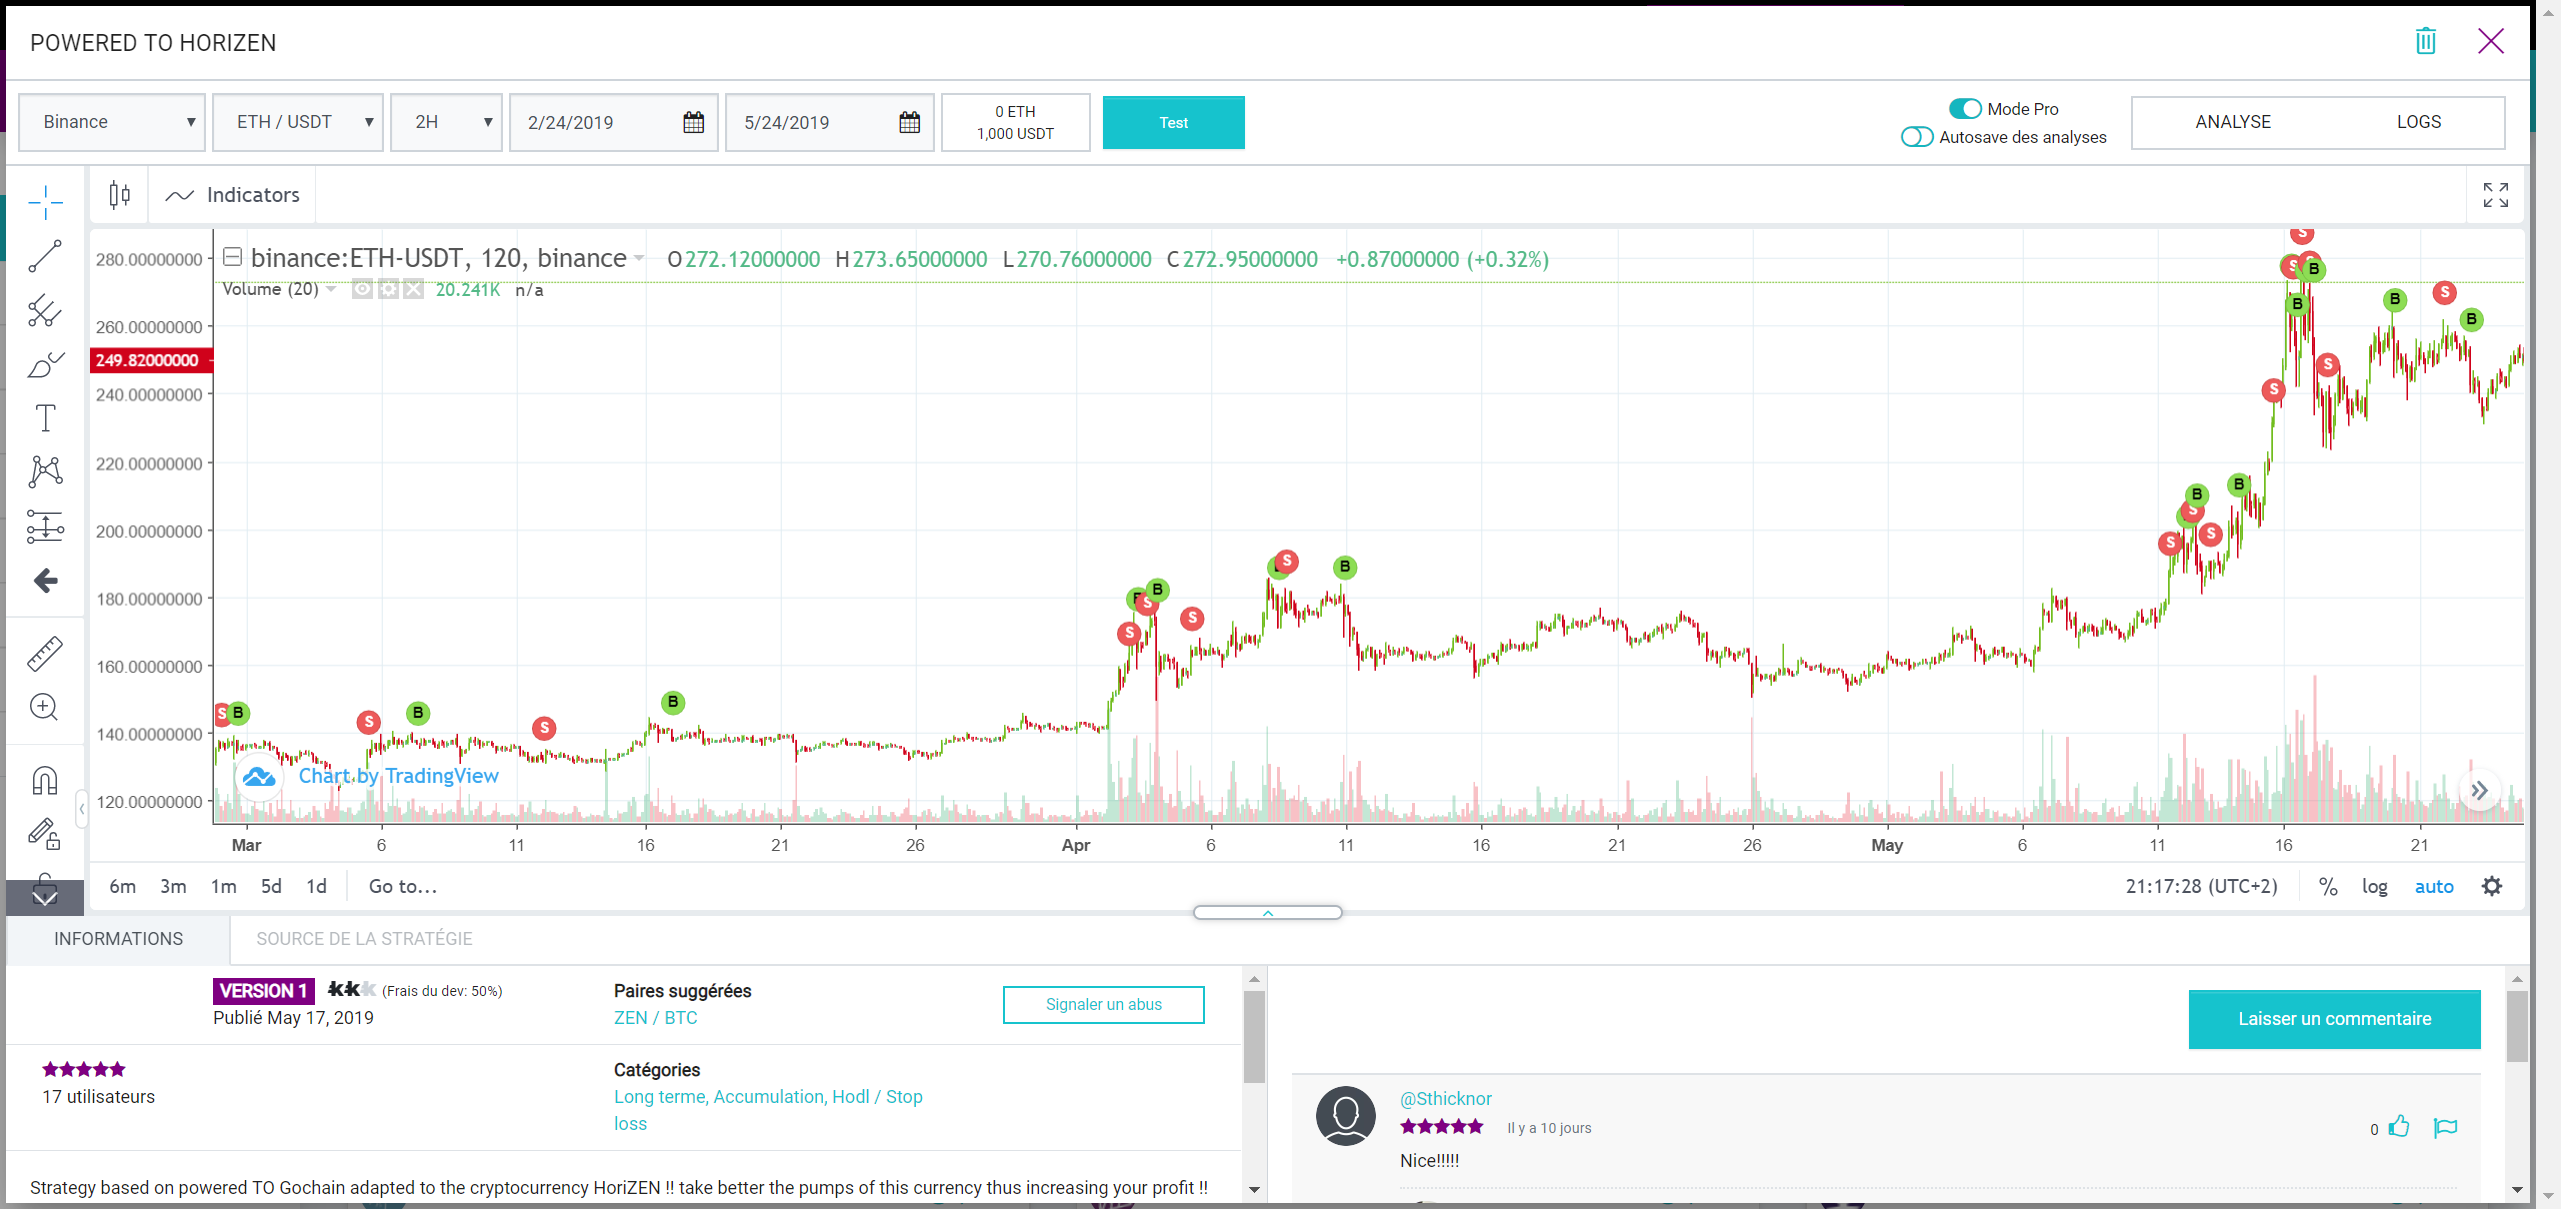 POWERED TO HORIZEN
Binance ETH / USDT 2H 2/24/2019 5/24/2019
0 ETH
1,000 USDT
Test
Mode Pro
Autosave des analyses
ANALYSE LOGS
Indicators
binance:ETH-USDT, 120, binance O272.12000000 H273.65000000 L270.76000000 C272.95000000 +0.87000000 (+0.32%)
Volume (20) 20.241K n/a
280.00000000
260.00000000
249.82000000
240.00000000
220.00000000
200.00000000
180.00000000
160.00000000
140.00000000
120.00000000
S B S B S B S S B S S B S S B S B S S S B B S B S B
Chart by TradingView
Mar 6 11 16 21 26 Apr 6 11 16 21 26 May 6 11 16 21
6m 3m 1m 5d 1d Go to... 21:17:28 (UTC+2) % log auto
INFORMATIONS SOURCE DE LA STRATÉGIE
VERSION 1 (Frais du dev: 50%)
Publié May 17, 2019
Paires suggérées
ZEN / BTC
Signaler un abus
17 utilisateurs
Catégories
Long terme, Accumulation, Hodl / Stop
loss
Strategy based on powered TO Gochain adapted to the cryptocurrency HoriZEN !! take better the pumps of this currency thus increasing your profit !!
Laisser un commentaire
@Sthicknor
Il y a 10 jours
0
Nice!!!!!